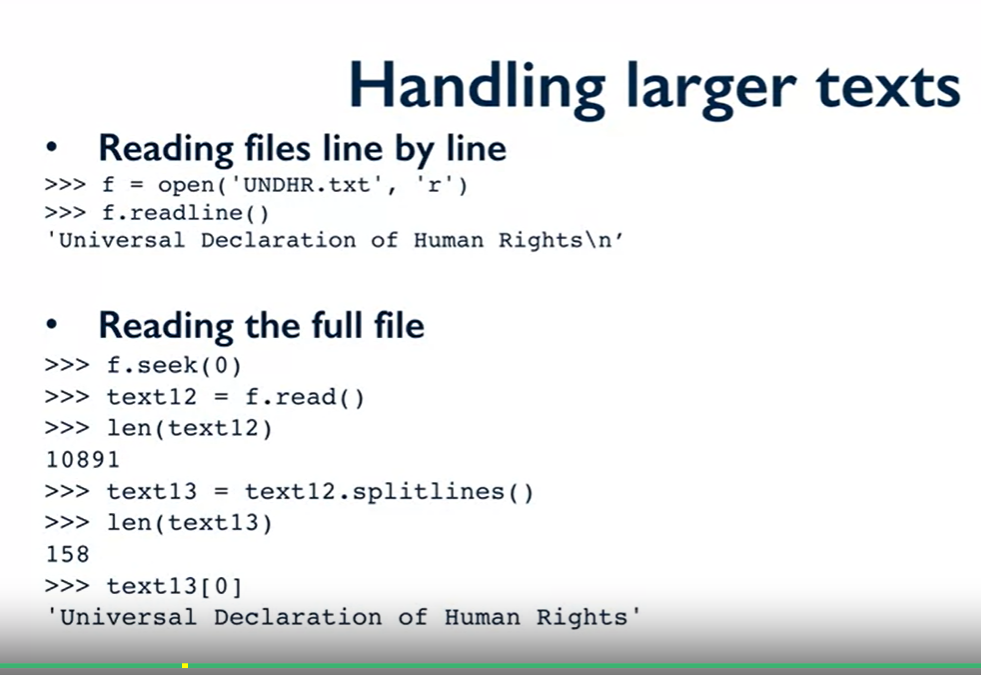 Handling larger texts
• Reading files line by line
>>> f = open('UNDHR.txt', 'r')
>>> f.readline()
'Universal Declaration of Human Rights\n’
• Reading the full file
>>> f.seek(0)
>>> text12 = f.read()
>>> len(text12)
10891
>>> text13 = text12.splitlines()
>>> len(text13)
158
>>> text13[0]
'Universal Declaration of Human Rights'